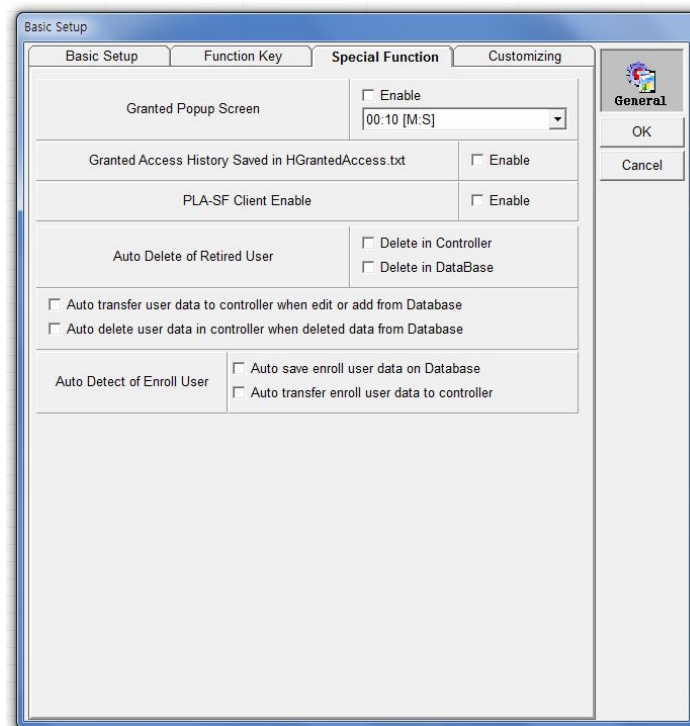 Basic Setup
Basic Setup
Function Key
Special Function
Customizing
Granted Popup Screen
Enable
00:10 [M:S]
Granted Access History Saved in HGrantedAccess.txt
Enable
PLA-SF Client Enable
Enable
Auto Delete of Retired User
Delete in Controller
Delete in DataBase
Auto transfer user data to controller when edit or add from Database
Auto delete user data in controller when deleted data from Database
Auto Detect of Enroll User
Auto save enroll user data on Database
Auto transfer enroll user data to controller
General
OK
Cancel